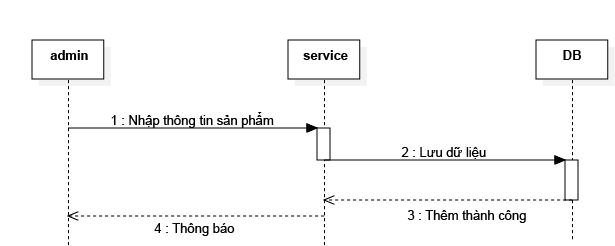 admin
service
DB
1 : Nhập thông tin sản phẩm
2 : Lưu dữ liệu
3 : Thêm thành công
4 : Thông báo